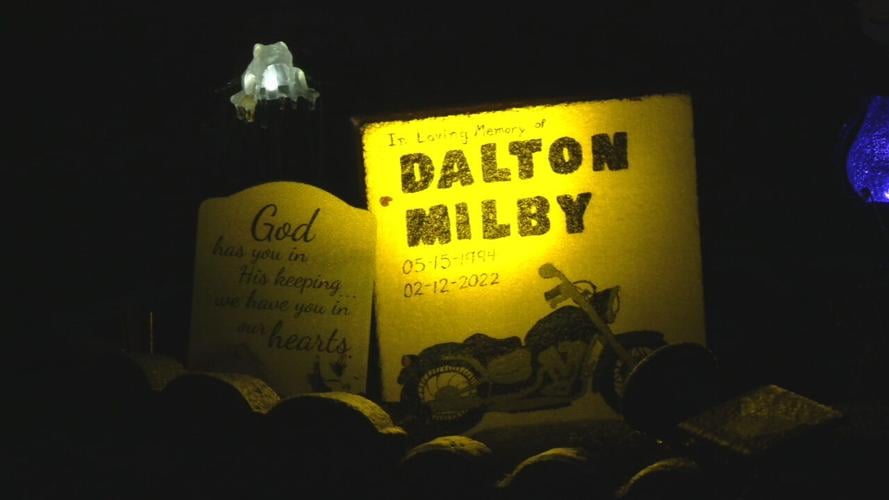 God
has you in
His keeping...
we have you in
our hearts.
In Loving Memory of
DALTON
MILBY
05-15-1994
02-12-2022